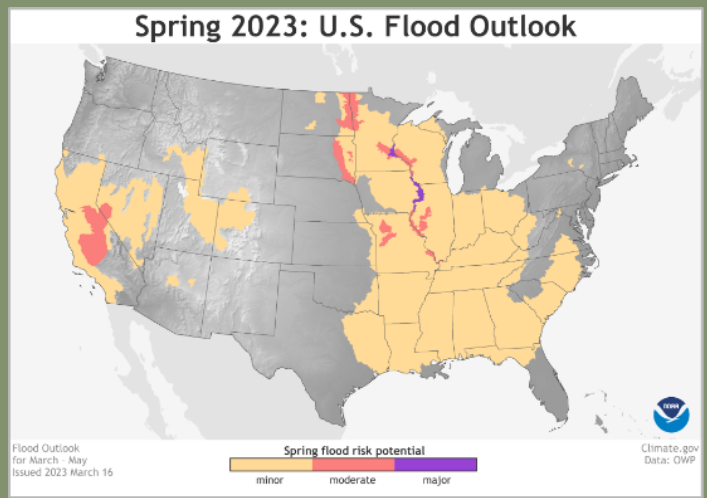 Spring 2023: U.S. Flood Outlook
NOAA
Flood Outlook
for March - May
Issued 2023 March 16
Spring flood risk potential
minor moderate major
Climate.gov
Data: OWP